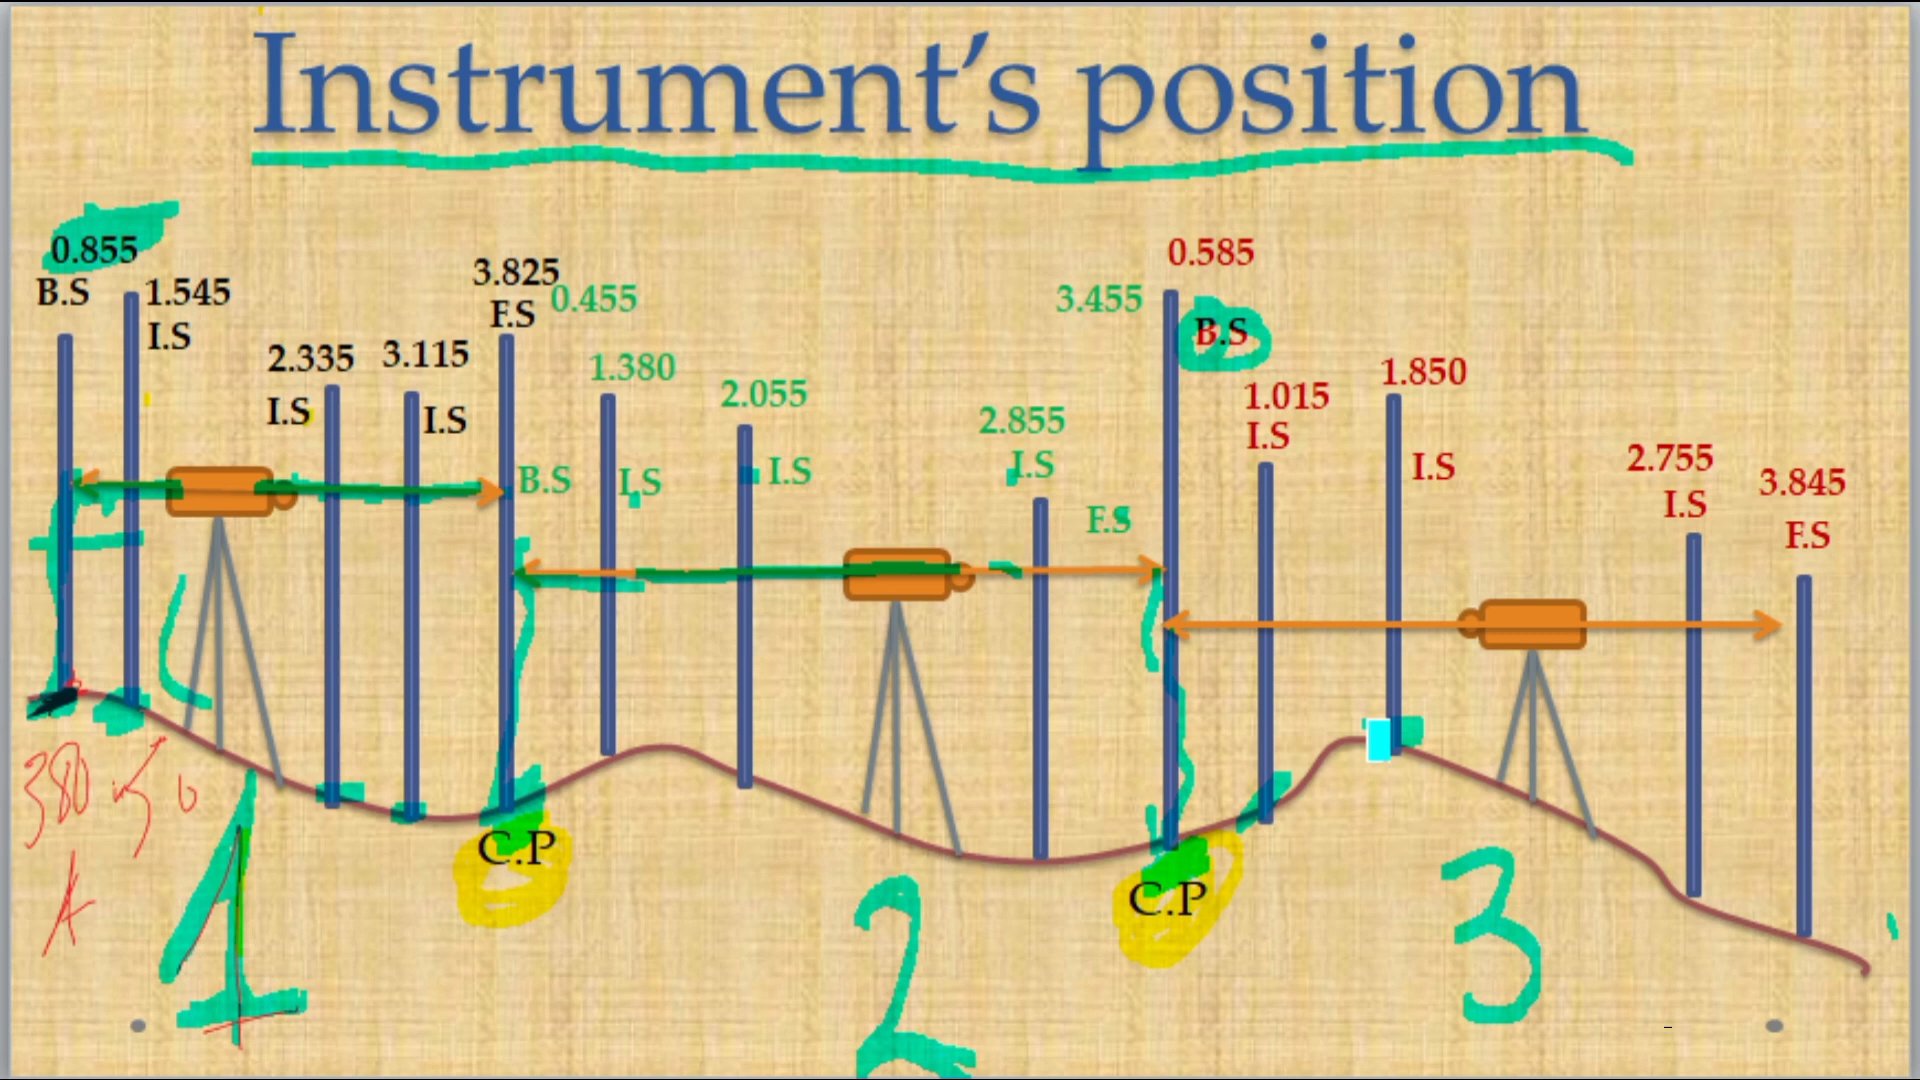 Instrument's position
0.855
B.S
1.545
I.S
2.335
I.S
3.115
I.S
3.825
F.S
0.455
B.S
1.380
I.S
2.055
I.S
2.855
I.S
3.455
F.S
0.585
B.S
1.015
I.S
1.850
I.S
2.755
I.S
3.845
F.S
C.P
C.P
380
A
1
2
3